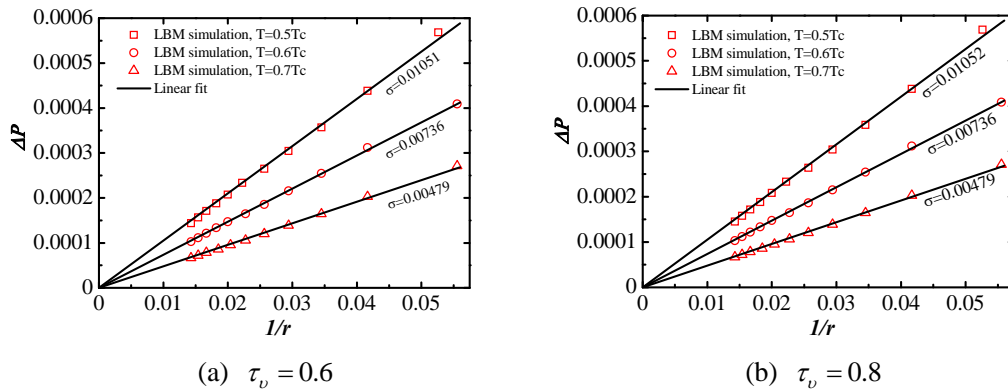 0.0006
0.0005
0.0004
0.0003
0.0002
0.0001
0
ΔP
LBM simulation, T=0.5Tc
LBM simulation, T=0.6Tc
LBM simulation, T=0.7Tc
Linear fit
σ=0.01051
σ=0.00736
σ=0.00479
0 0.01 0.02 0.03 0.04 0.05
1/r
(a) τ_υ = 0.6
0.0006
0.0005
0.0004
0.0003
0.0002
0.0001
0
ΔP
LBM simulation, T=0.5Tc
LBM simulation, T=0.6Tc
LBM simulation, T=0.7Tc
Linear fit
σ=0.01052
σ=0.00736
σ=0.00479
0 0.01 0.02 0.03 0.04 0.05
1/r
(b) τ_υ = 0.8